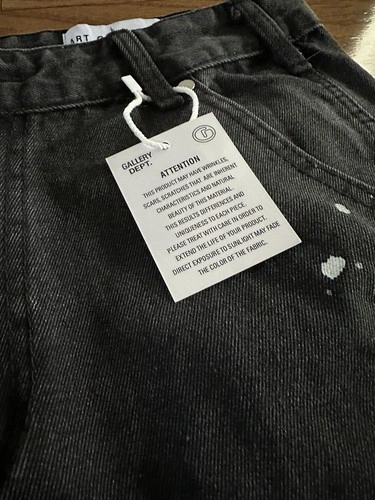 ART
GALLERY
DEPT.
ATTENTION
THIS PRODUCT MAY HAVE WRINKLES,
SCARS, SCRATCHES THAT ARE INHERENT
CHARACTERISTICS AND NATURAL
BEAUTY OF THIS MATERIAL.
THIS RESULTS DIFFERENCES AND
UNIQUENESS TO EACH PIECE.
PLEASE TREAT WITH CARE IN ORDER TO
EXTEND THE LIFE OF YOUR PRODUCT.
DIRECT EXPOSURE TO SUNLIGHT MAY FADE
THE COLOR OF THE FABRIC.